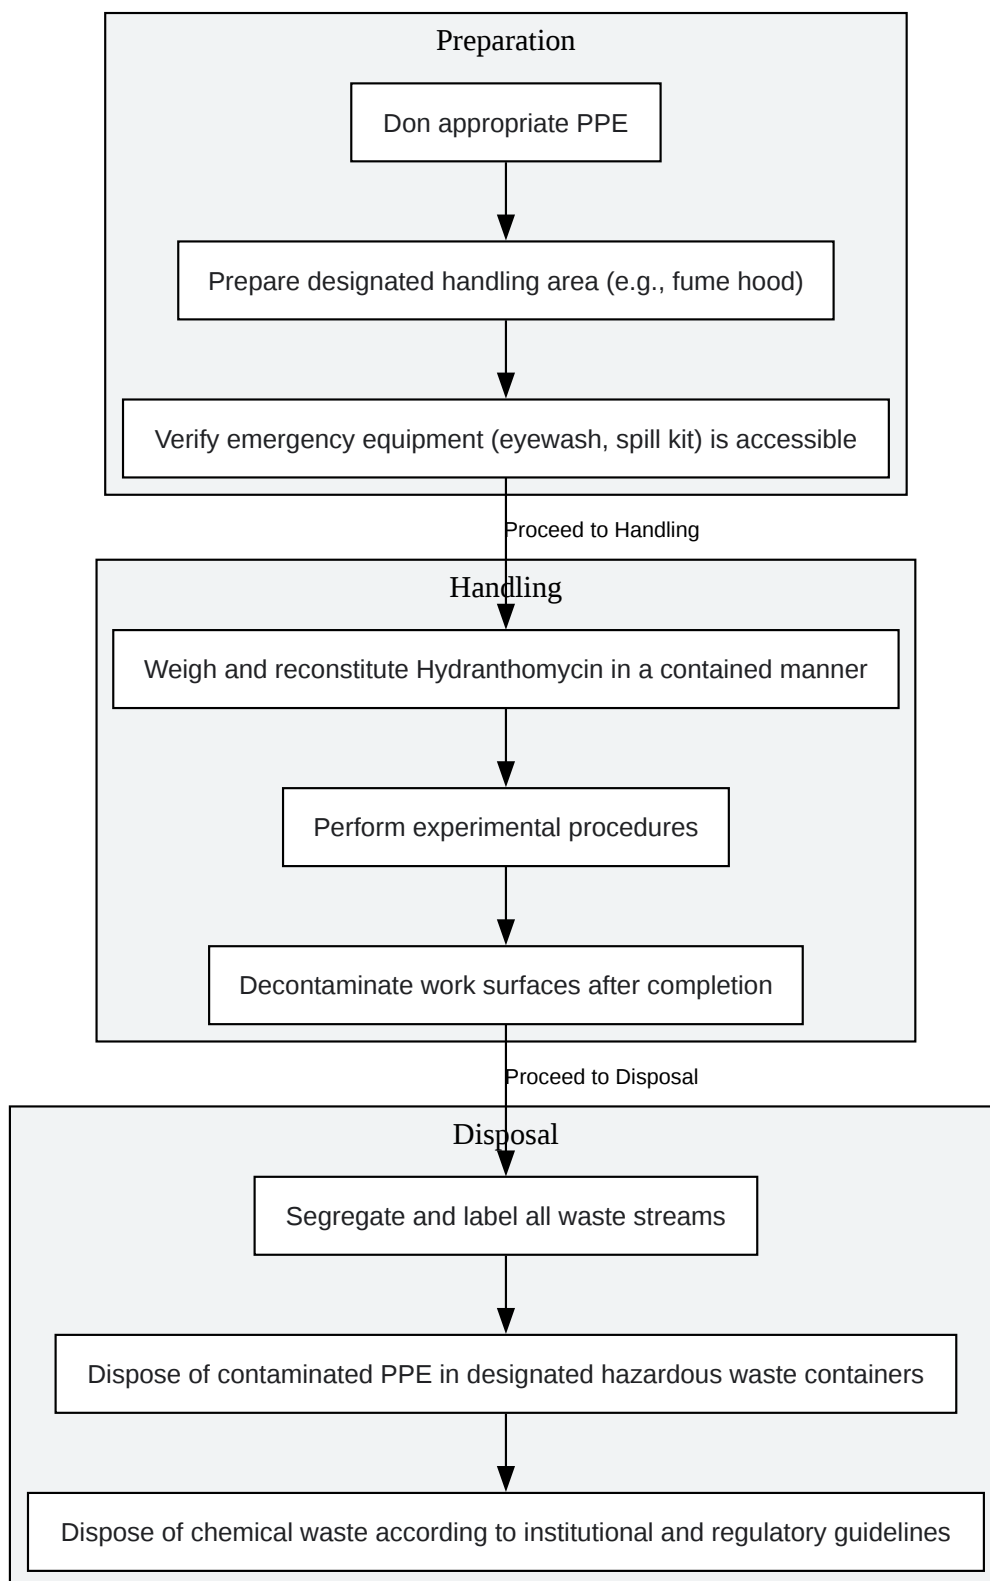 Preparation
Don appropriate PPE
Prepare designated handling area (e.g., fume hood)
Verify emergency equipment (eyewash, spill kit) is accessible
Proceed to Handling
Handling
Weigh and reconstitute Hydranthomycin in a contained manner
Perform experimental procedures
Decontaminate work surfaces after completion
Proceed to Disposal
Disposal
Segregate and label all waste streams
Dispose of contaminated PPE in designated hazardous waste containers
Dispose of chemical waste according to institutional and regulatory guidelines